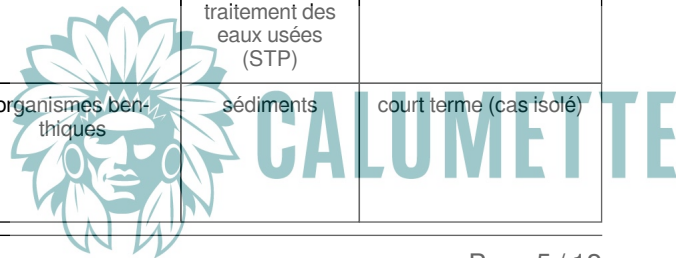 traitement des
eaux usées
(STP)
organismes ben-
thiques
sédiments
court terme (cas isolé)
CALUMETTE